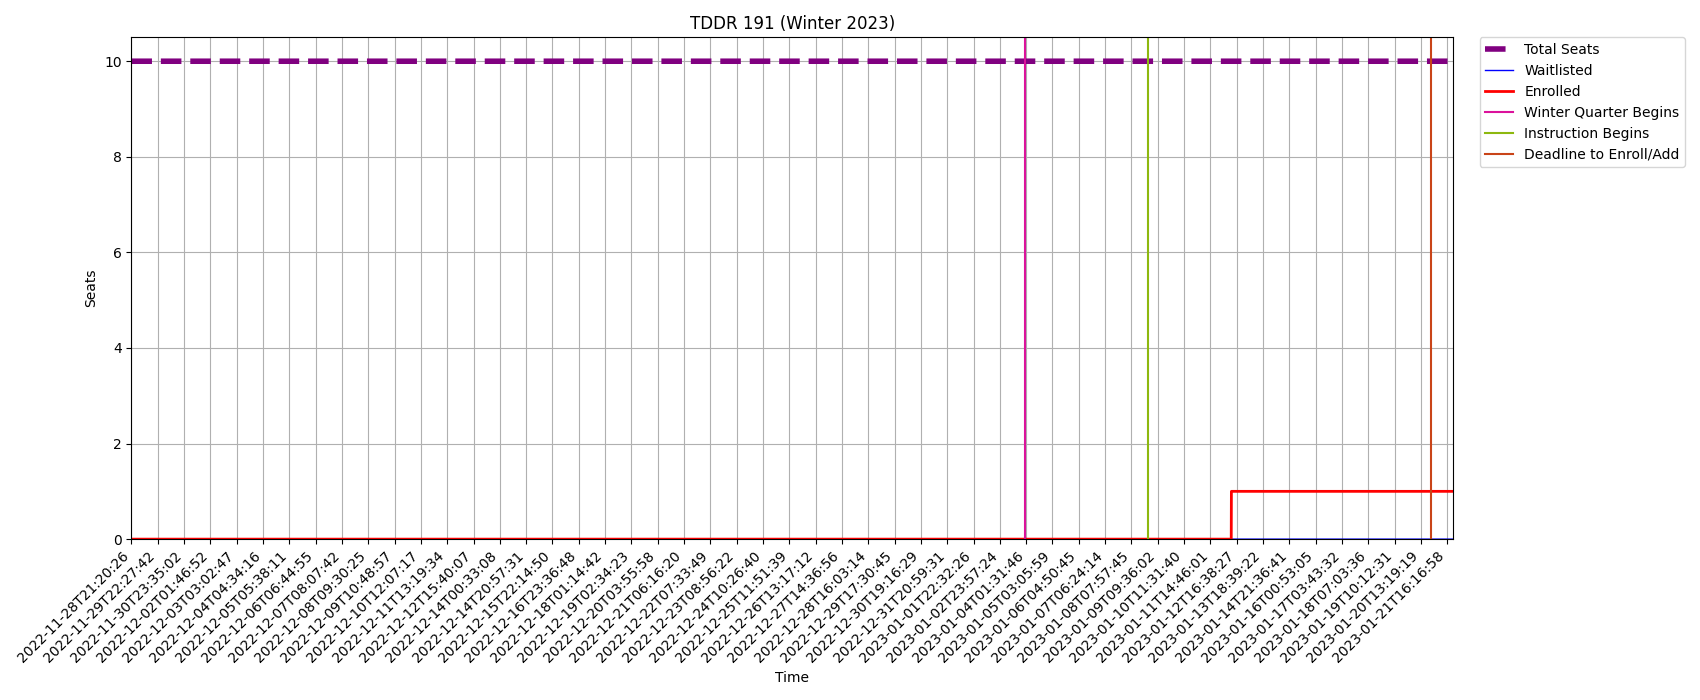 TDDR 191 (Winter 2023)
Total Seats
Waitlisted
Enrolled
Winter Quarter Begins
Instruction Begins
Deadline to Enroll/Add
Seats
10
8
6
4
2
0
2022-11-28T21:20:26
2022-11-29T22:27:42
2022-11-30T23:35:02
2022-12-02T01:46:52
2022-12-03T03:02:47
2022-12-04T04:34:16
2022-12-05T05:38:11
2022-12-06T06:44:55
2022-12-07T08:07:42
2022-12-08T09:30:25
2022-12-09T10:48:57
2022-12-10T12:07:17
2022-12-11T13:19:34
2022-12-12T15:40:07
2022-12-14T00:33:08
2022-12-14T20:57:31
2022-12-15T22:14:50
2022-12-16T23:36:48
2022-12-18T01:14:42
2022-12-19T02:34:23
2022-12-20T03:55:58
2022-12-21T06:16:20
2022-12-22T07:33:49
2022-12-23T08:56:22
2022-12-24T10:26:40
2022-12-25T11:51:39
2022-12-26T13:17:12
2022-12-27T14:36:56
2022-12-28T16:03:14
2022-12-29T17:30:45
2022-12-30T19:16:29
2022-12-31T20:59:31
2023-01-01T22:32:26
2023-01-02T23:57:24
2023-01-04T01:31:46
2023-01-05T03:05:59
2023-01-06T04:50:45
2023-01-07T06:24:14
2023-01-08T07:57:45
2023-01-09T09:36:02
2023-01-10T11:31:40
2023-01-11T14:46:01
2023-01-12T16:38:27
2023-01-13T18:39:22
2023-01-14T21:36:41
2023-01-16T00:53:05
2023-01-17T03:43:32
2023-01-18T07:03:36
2023-01-19T10:12:31
2023-01-20T13:19:19
2023-01-21T16:16:58
Time